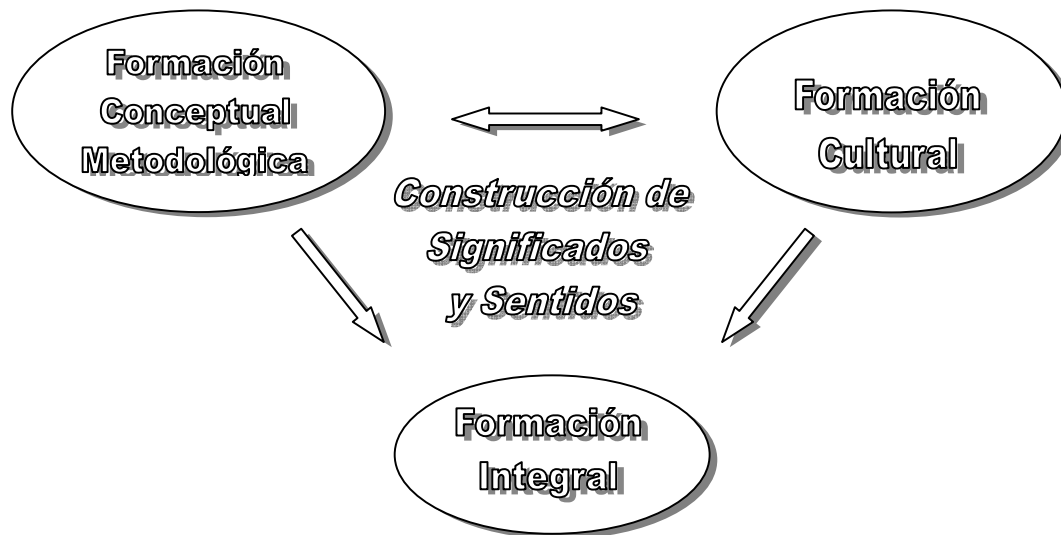 Formación
Conceptual
Metodológica
Formación
Cultural
Construcción de
Significados
y Sentidos
Formación
Integral